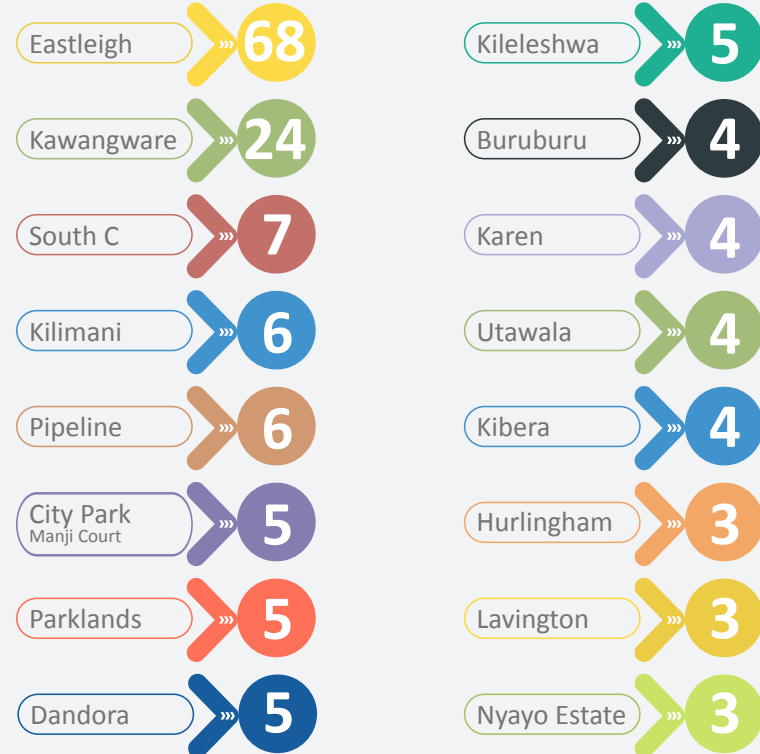 Eastleigh ››› 68
Kawangware ››› 24
South C ››› 7
Kilimani ››› 6
Pipeline ››› 6
City Park
Manji Court ››› 5
Parklands ››› 5
Dandora ››› 5
Kileleshwa ››› 5
Buruburu ››› 4
Karen ››› 4
Utawala ››› 4
Kibera ››› 4
Hurlingham ››› 3
Lavington ››› 3
Nyayo Estate ››› 3